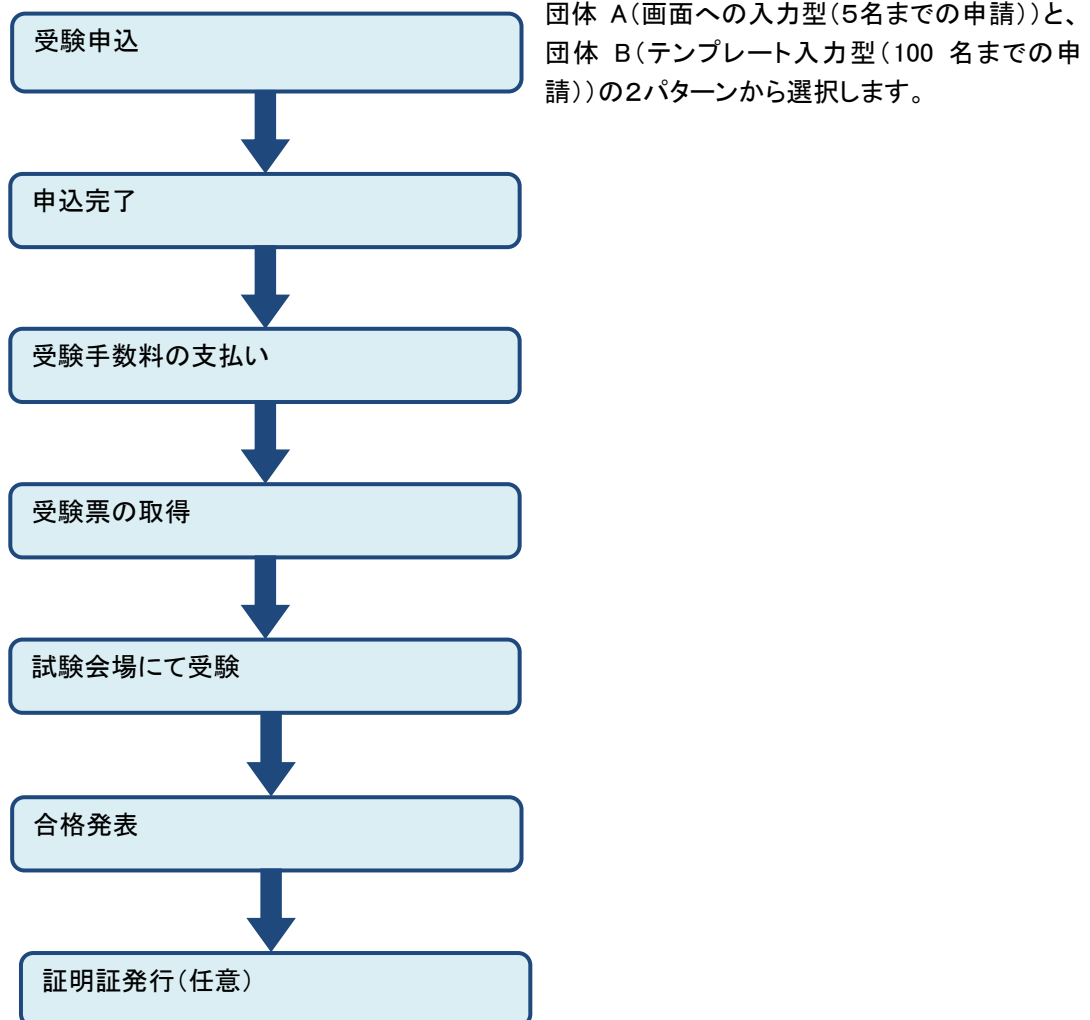 受験申込
団体 A(画面への入力型(5名までの申請))と、
団体 B(テンプレート入力型(100 名までの申
請))の2パターンから選択します。
申込完了
受験手数料の支払い
受験票の取得
試験会場にて受験
合格発表
証明証発行(任意)